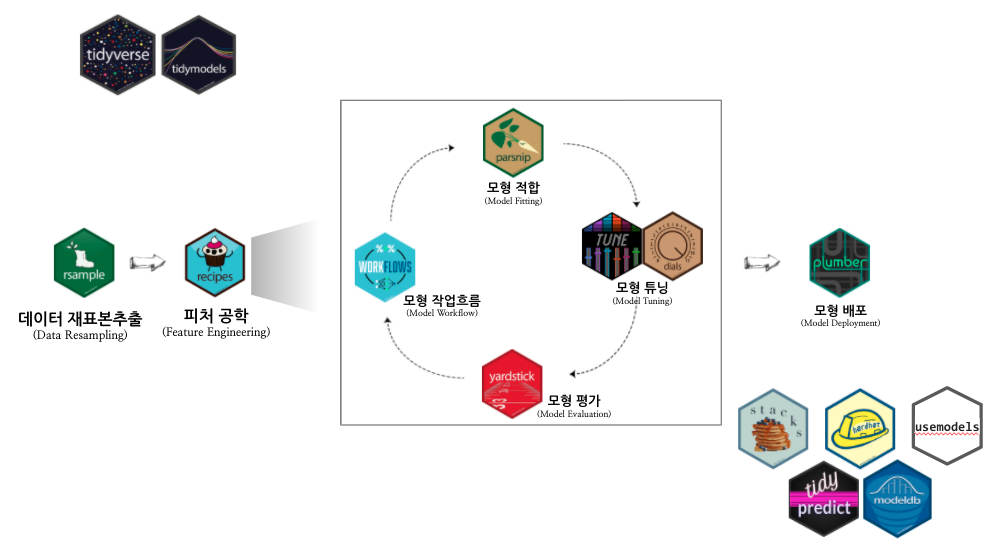 tidyverse
tidymodels
parsnip
모형 적합
(Model Fitting)
rsample
데이터 재표본추출
(Data Resampling)
recipes
피처 공학
(Feature Engineering)
WORKFLOWS
모형 작업흐름
(Model Workflow)
TUNE
dials
모형 튜닝
(Model Tuning)
plumber
모형 배포
(Model Deployment)
yardstick
모형 평가
(Model Evaluation)
stacks
hardhat
usemodels
tidy
predict
modeldb